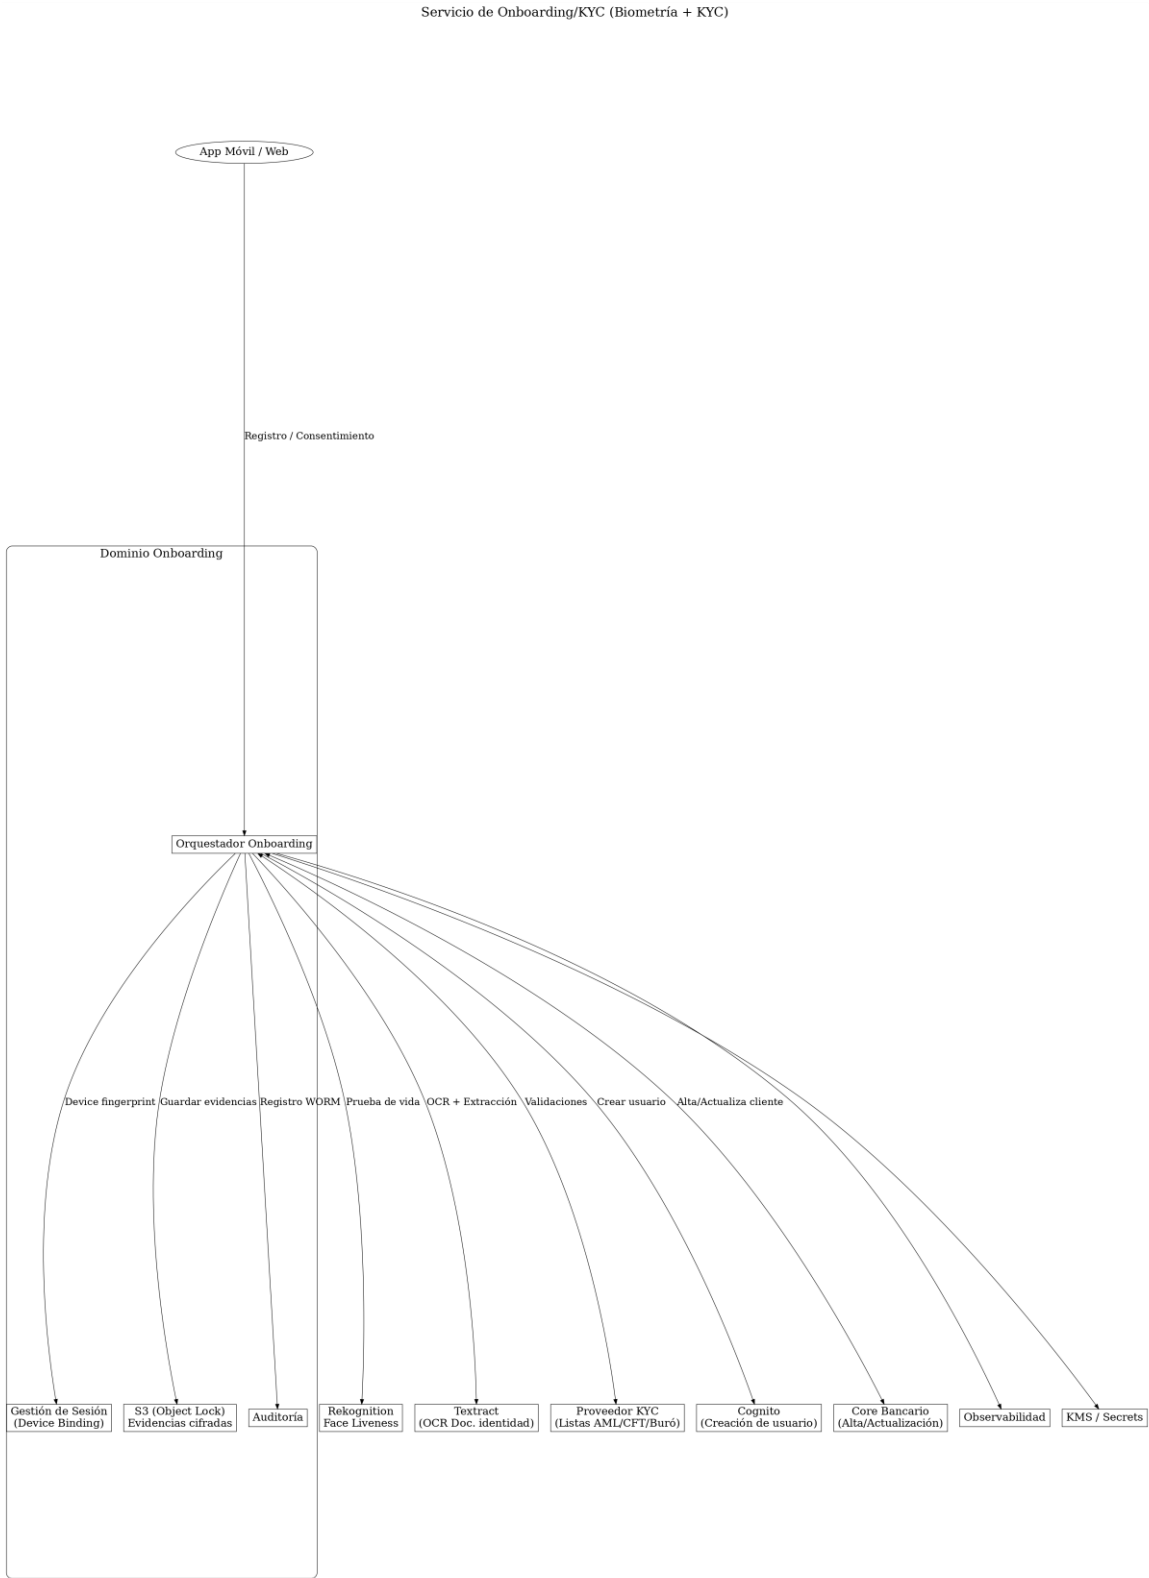 Servicio de Onboarding/KYC (Biometría + KYC)
App Móvil / Web
Registro / Consentimiento
Dominio Onboarding
Orquestador Onboarding
Device fingerprint
Guardar evidencias
Registro WORM
Prueba de vida
OCR + Extracción
Validaciones
Crear usuario
Alta/Actualiza cliente
Gestión de Sesión
(Device Binding)
S3 (Object Lock)
Evidencias cifradas
Auditoría
Rekognition
Face Liveness
Textract
(OCR Doc. identidad)
Proveedor KYC
(Listas AML/CFT/Buró)
Cognito
(Creación de usuario)
Core Bancario
(Alta/Actualización)
Observabilidad
KMS / Secrets